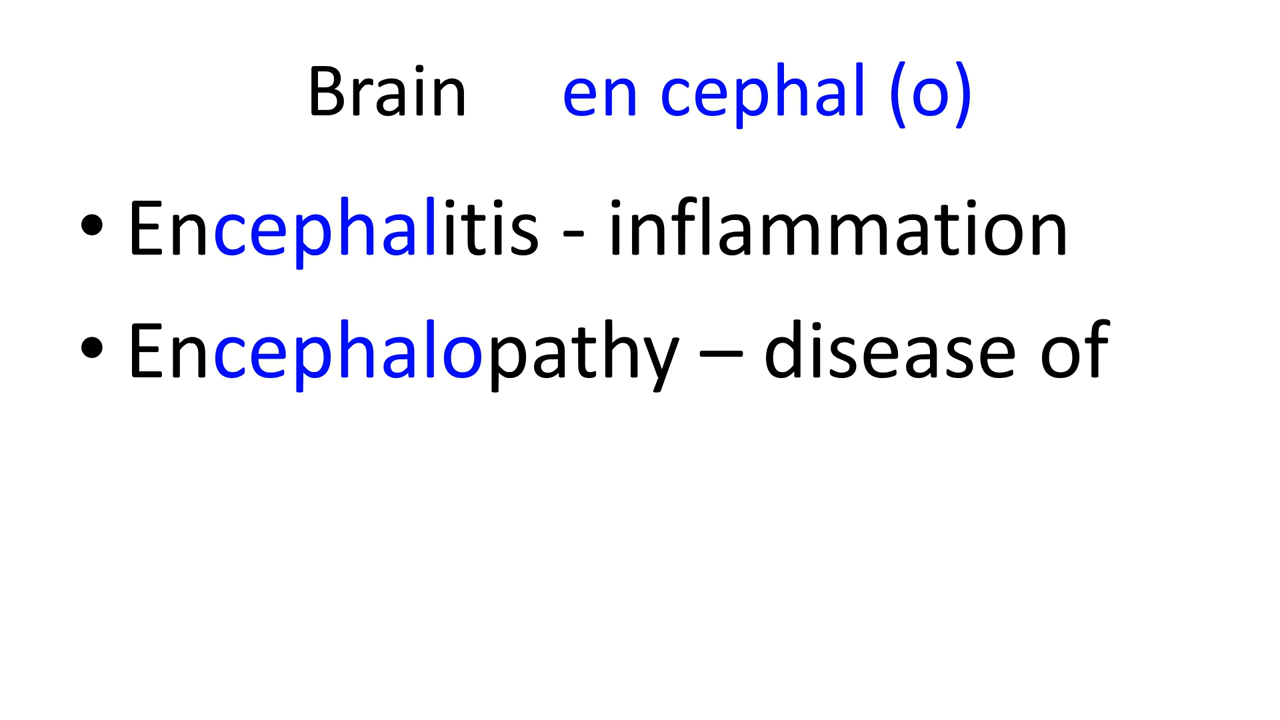 Brain en cephal (o)
• Encephalitis - inflammation
• Encephalopathy – disease of